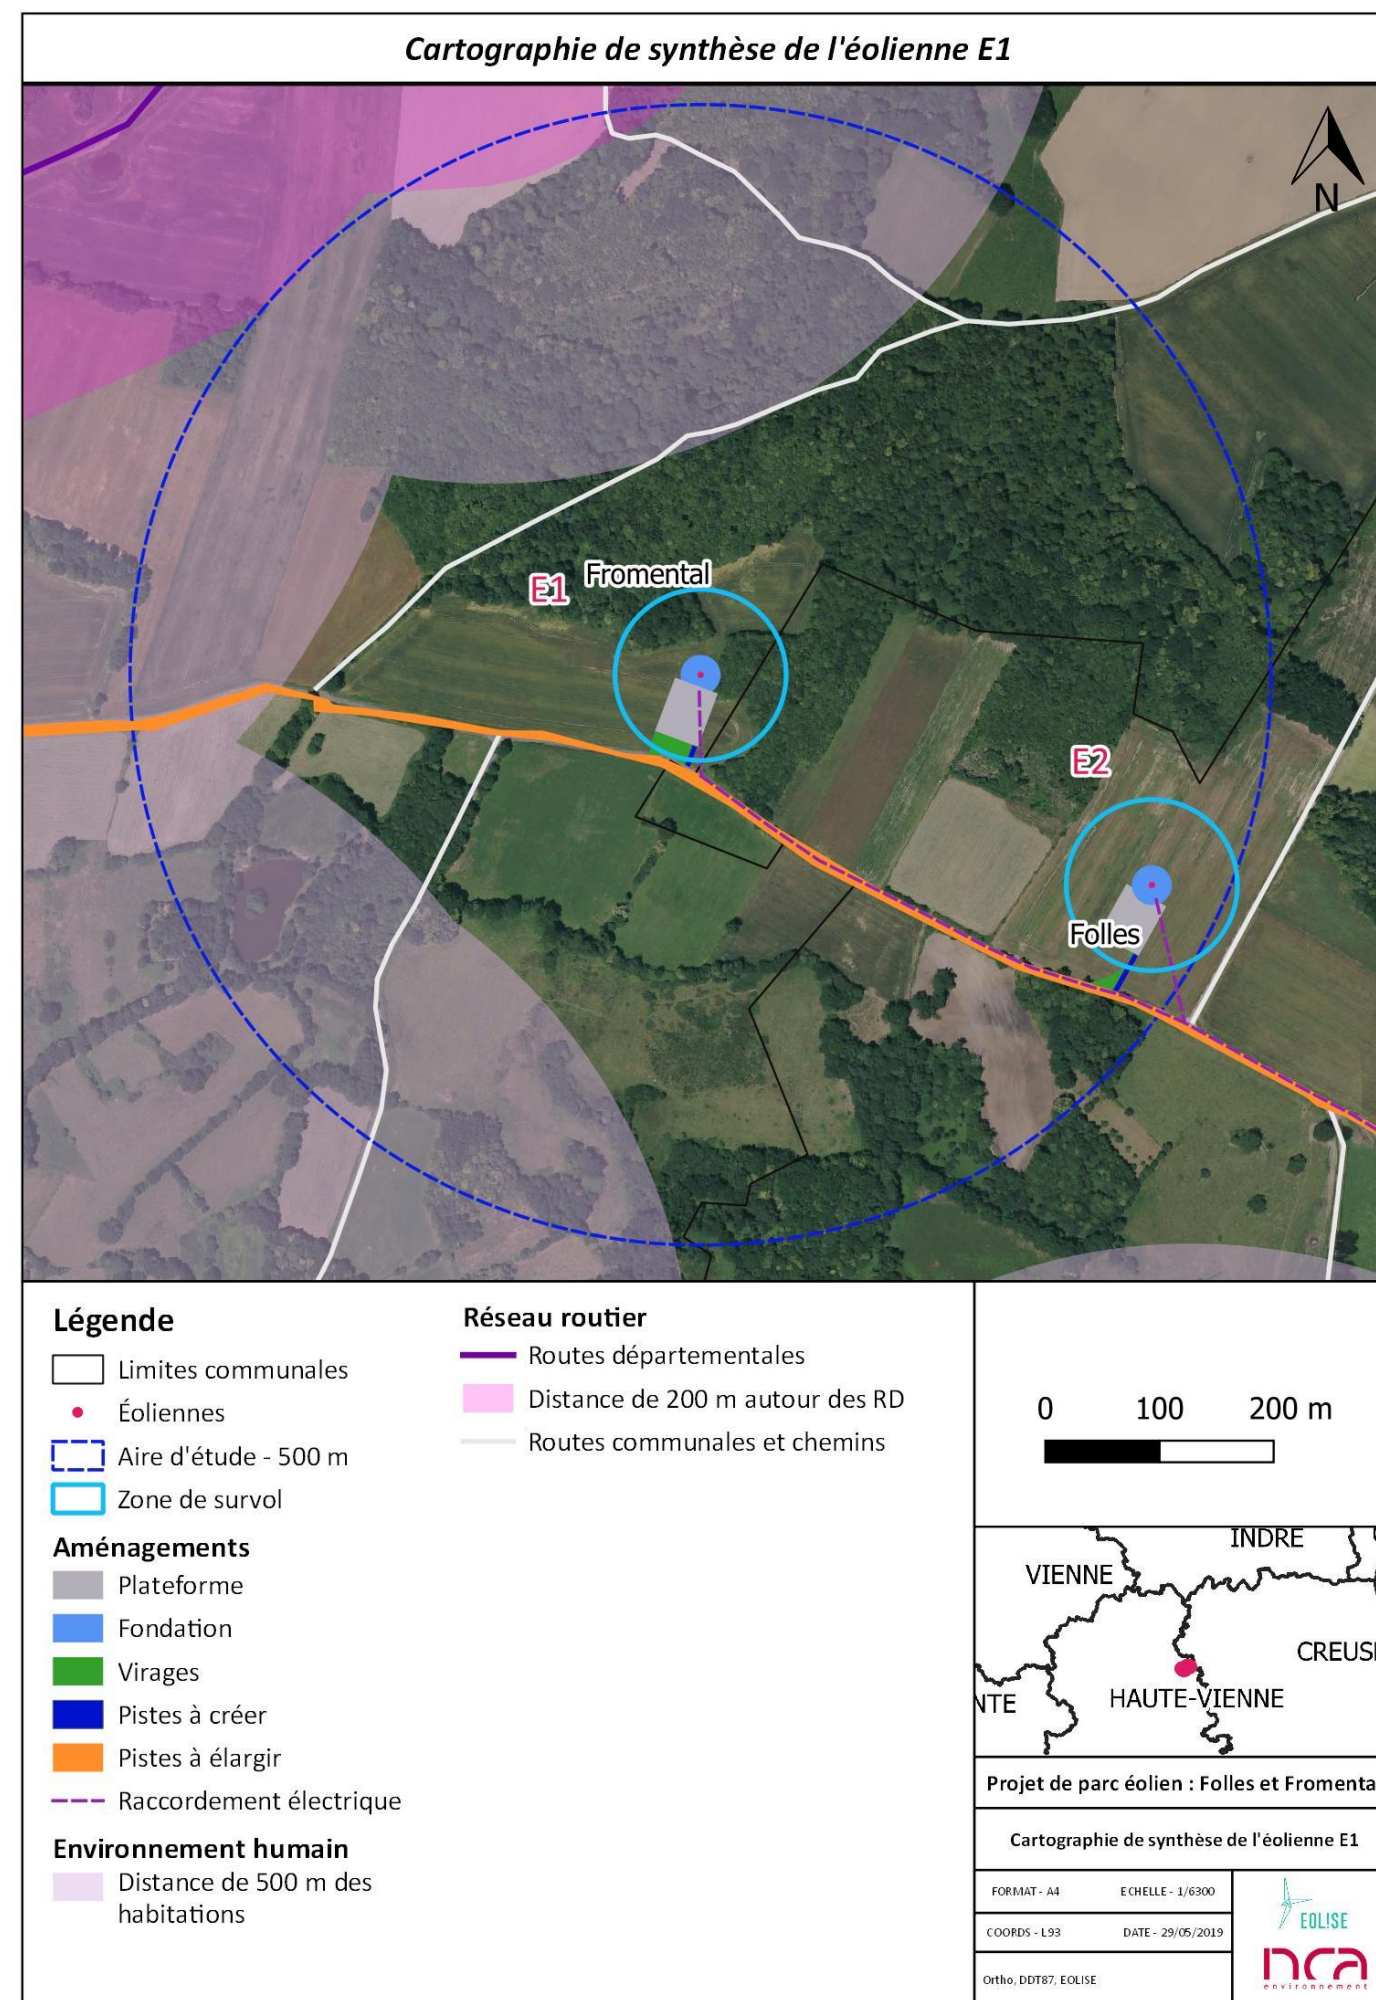 Cartographie de synthèse de l'éolienne E1
N
E1
Fromental
E2
Folles
Légende
Limites communales
Éoliennes
Aire d'étude - 500 m
Zone de survol
Aménagements
Plateforme
Fondation
Virages
Pistes à créer
Pistes à élargir
Raccordement électrique
Environnement humain
Distance de 500 m des
habitations
Réseau routier
Routes départementales
Distance de 200 m autour des RD
Routes communales et chemins
0 100 200 m
INDRE
VIENNE
CREUS
NTE
HAUTE-VIENNE
Projet de parc éolien : Folles et Fromenta
Cartographie de synthèse de l'éolienne E1
FORMAT - A4 ECHELLE - 1/6300
COORDS - L93 DATE - 29/05/2019
Ortho, DDT87, EOLISE
EOL!SE
nca
environnement